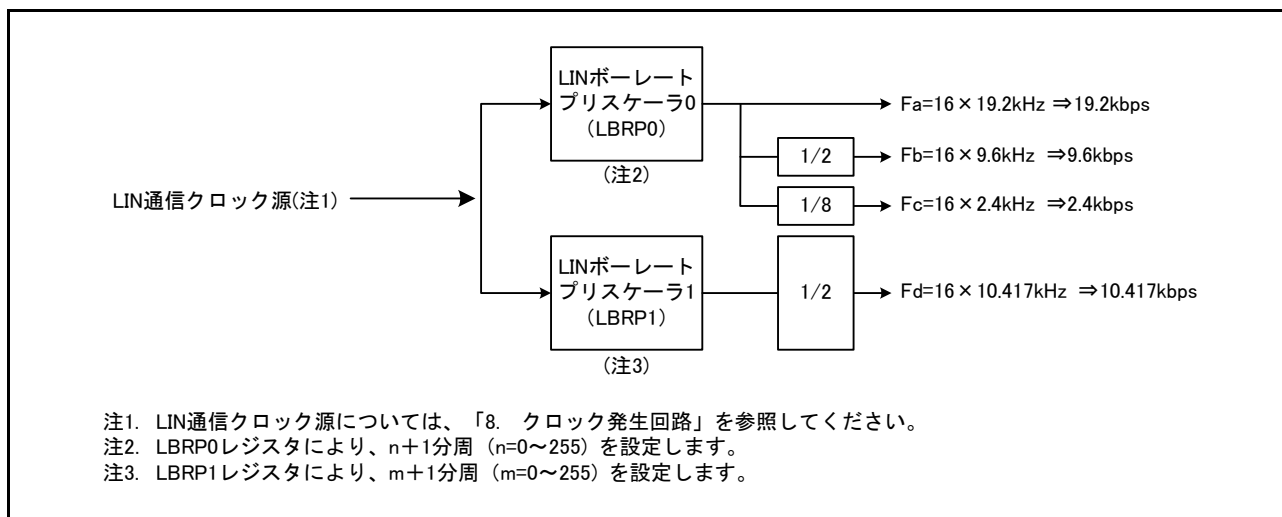 LINボーレート
プリスケーラ0
(LBRP0)
(注2)
Fa=16×19.2kHz ⇒19.2kbps
1/2
Fb=16×9.6kHz ⇒9.6kbps
1/8
Fc=16×2.4kHz ⇒2.4kbps
LIN通信クロック源(注1)
LINボーレート
プリスケーラ1
(LBRP1)
(注3)
1/2
Fd=16×10.417kHz ⇒10.417kbps
注1. LIN通信クロック源については、「8. クロック発生回路」を参照してください。
注2. LBRP0レジスタにより、n+1分周 (n=0~255) を設定します。
注3. LBRP1レジスタにより、m+1分周 (m=0~255) を設定します。